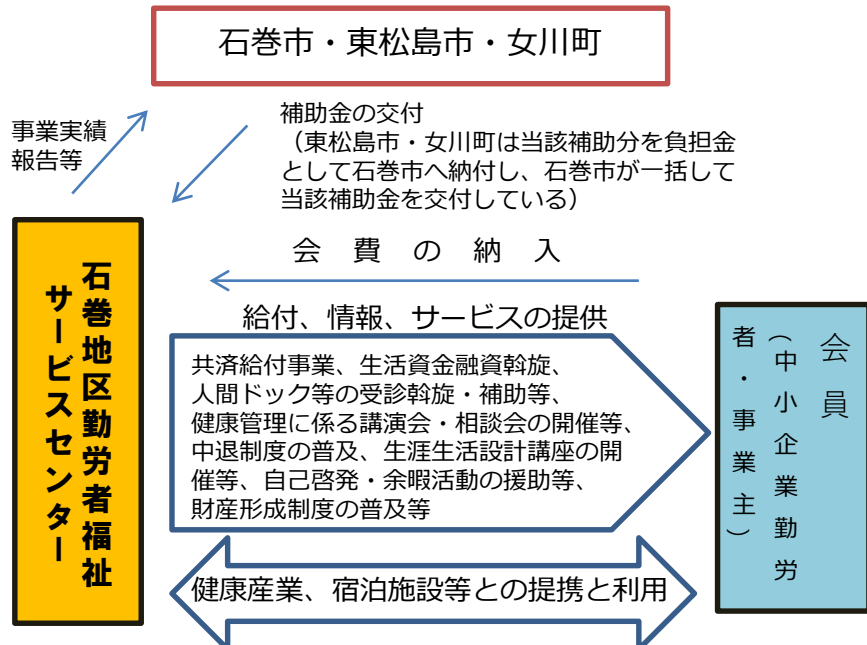 石巻市・東松島市・女川町
事業実績
報告等
補助金の交付
（東松島市・女川町は当該補助分を負担金
として石巻市へ納付し、石巻市が一括して
当該補助金を交付している）
会費の納入
給付、情報、サービスの提供
石巻地区勤労者福祉
サービスセンター
共済給付事業、生活資金融資斡旋、
人間ドック等の受診斡旋・補助等、
健康管理に係る講演会・相談会の開催等、
中退制度の普及、生涯生活設計講座の開
催等、自己啓発・余暇活動の援助等、
財産形成制度の普及等
会員
（中小企業勤労
者・事業主）
健康産業、宿泊施設等との提携と利用